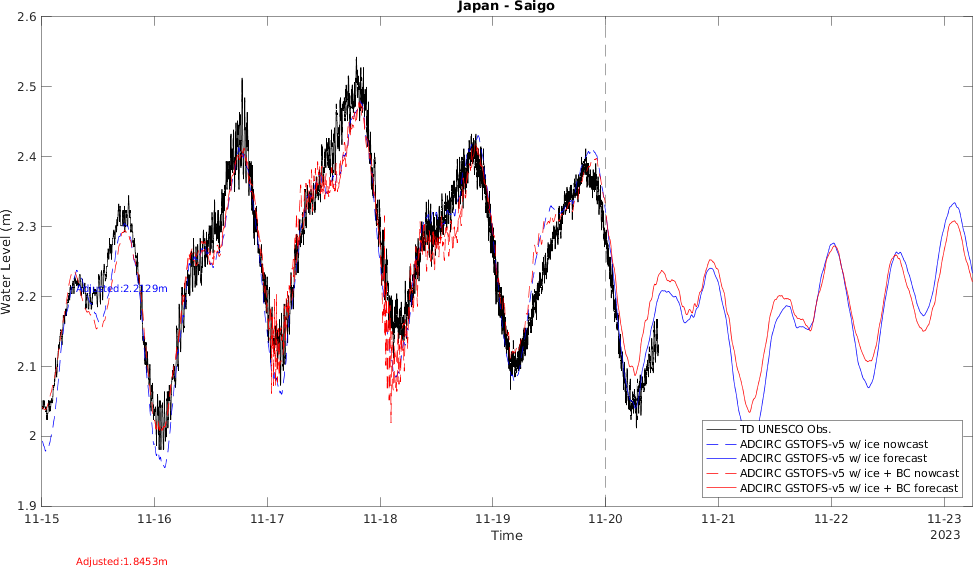 Japan - Saigo
2.6
2.5
2.4
2.3
2.2
2.1
2
1.9
Water Level (m)
Adjusted:2.2129m
TD UNESCO Obs.
ADCIRC GSTOFS-v5 w/ ice nowcast
ADCIRC GSTOFS-v5 w/ ice forecast
ADCIRC GSTOFS-v5 w/ ice + BC nowcast
ADCIRC GSTOFS-v5 w/ ice + BC forecast
11-15 11-16 11-17 11-18 11-19 11-20 11-21 11-22 11-23
Time
2023
Adjusted:1.8453m